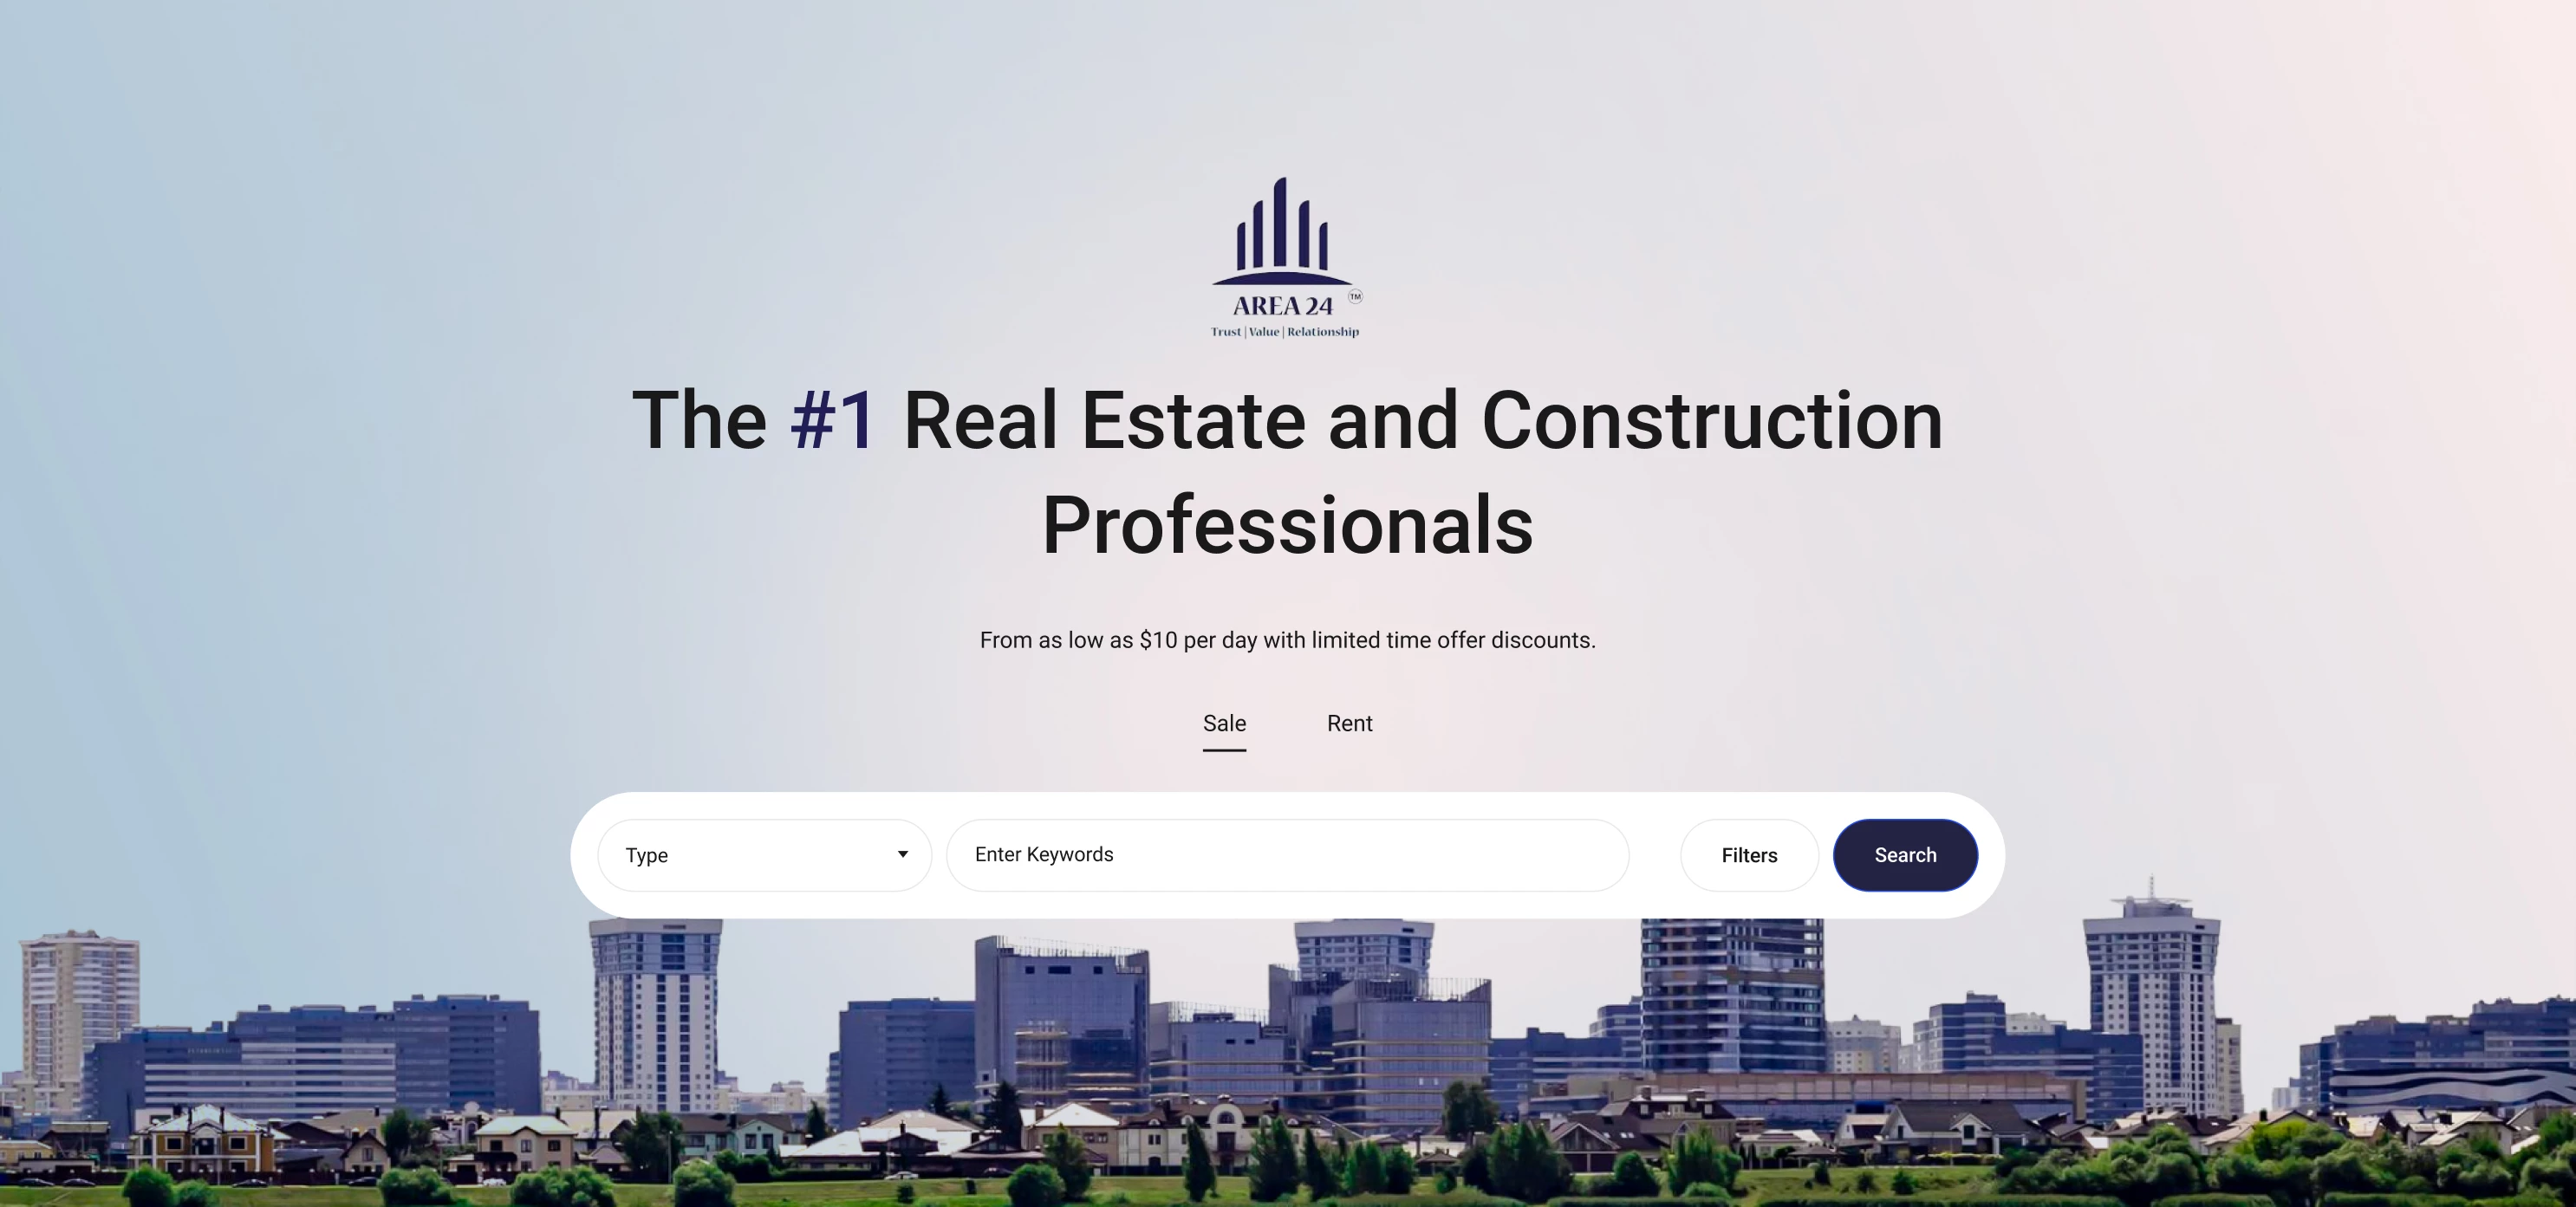 AREA 24 TM
Trust | Value | Relationship
The #1 Real Estate and Construction
Professionals
From as low as $10 per day with limited time offer discounts.
Sale Rent
Type Enter Keywords Filters Search